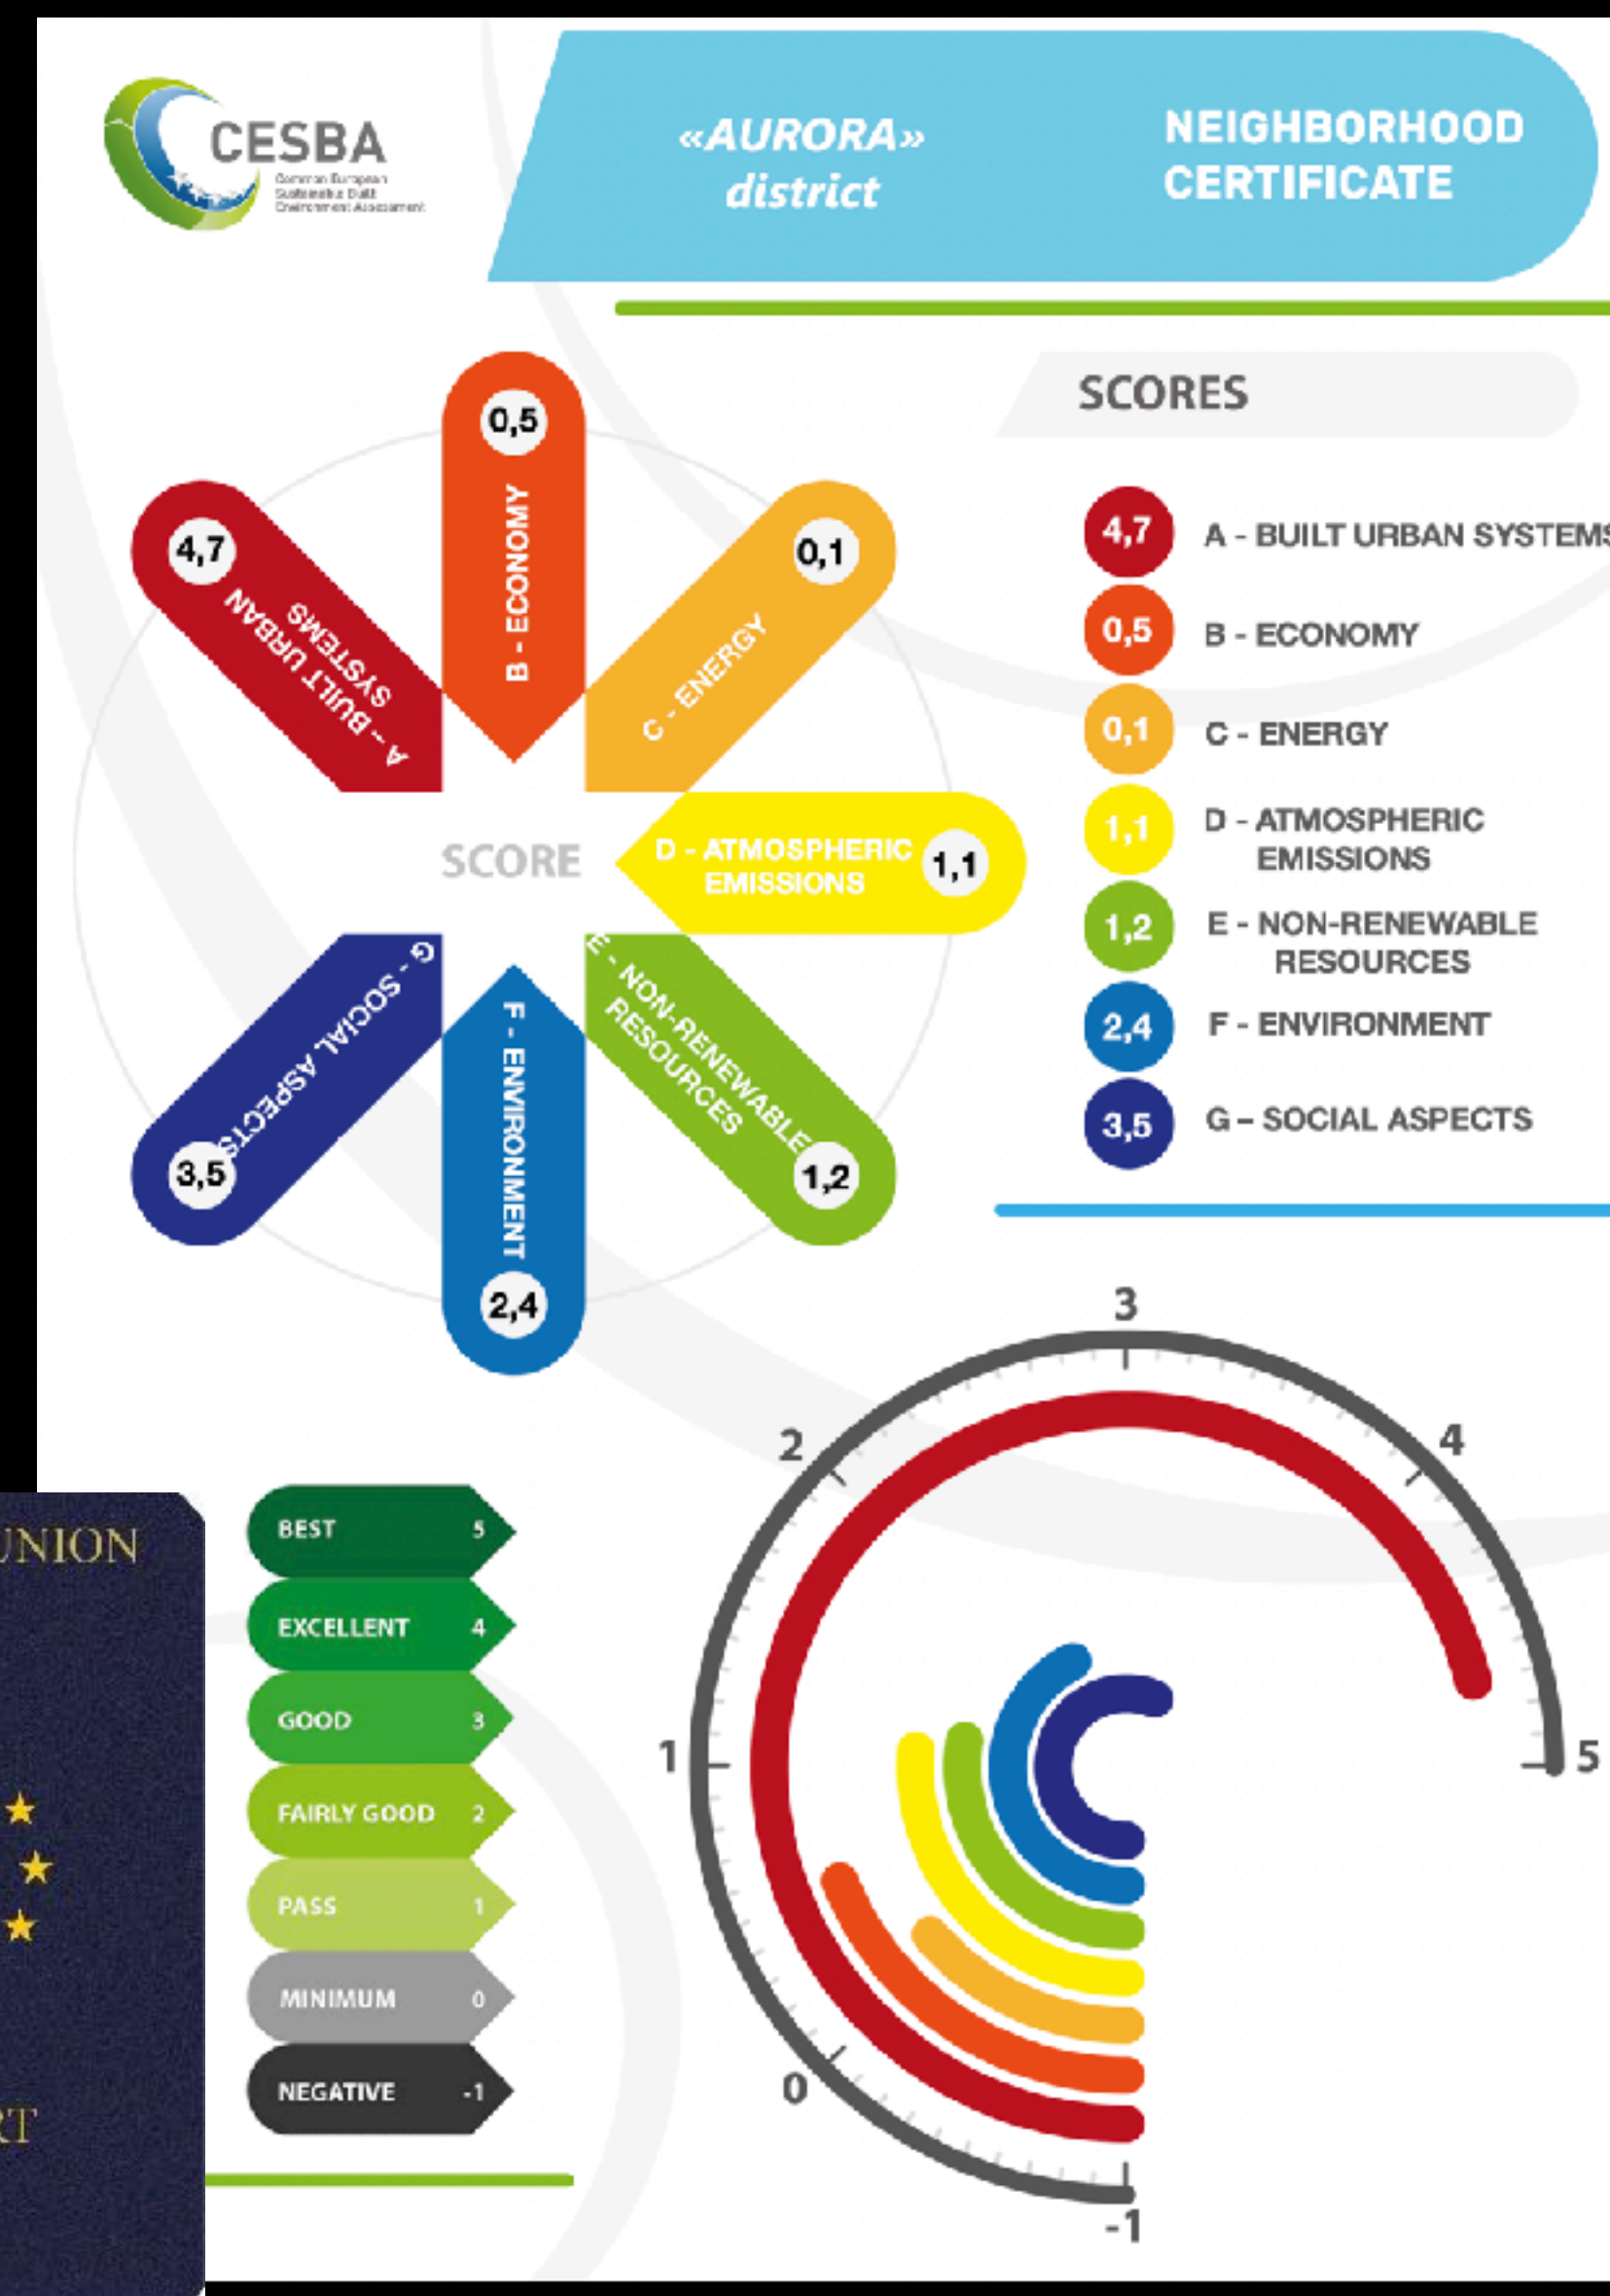 CESBA
Common European
Sustainable Built
Environment Assessment
«AURORA»
district
NEIGHBORHOOD
CERTIFICATE
0,5
B - ECONOMY
4,7
A - BUILT URBAN
SYSTEMS
0,1
C - ENERGY
SCORE
D - ATMOSPHERIC
EMISSIONS
1,1
G - SOCIAL ASPECTS
3,5
F - ENVIRONMENT
2,4
E - NON-RENEWABLE
RESOURCES
1,2
SCORES
4,7 A - BUILT URBAN SYSTEMS
0,5 B - ECONOMY
0,1 C - ENERGY
1,1 D - ATMOSPHERIC
EMISSIONS
1,2 E - NON-RENEWABLE
RESOURCES
2,4 F - ENVIRONMENT
3,5 G – SOCIAL ASPECTS
UNION
RT
BEST 5
EXCELLENT 4
GOOD 3
FAIRLY GOOD 2
PASS 1
MINIMUM 0
NEGATIVE -1
3
2
4
1
5
0
-1